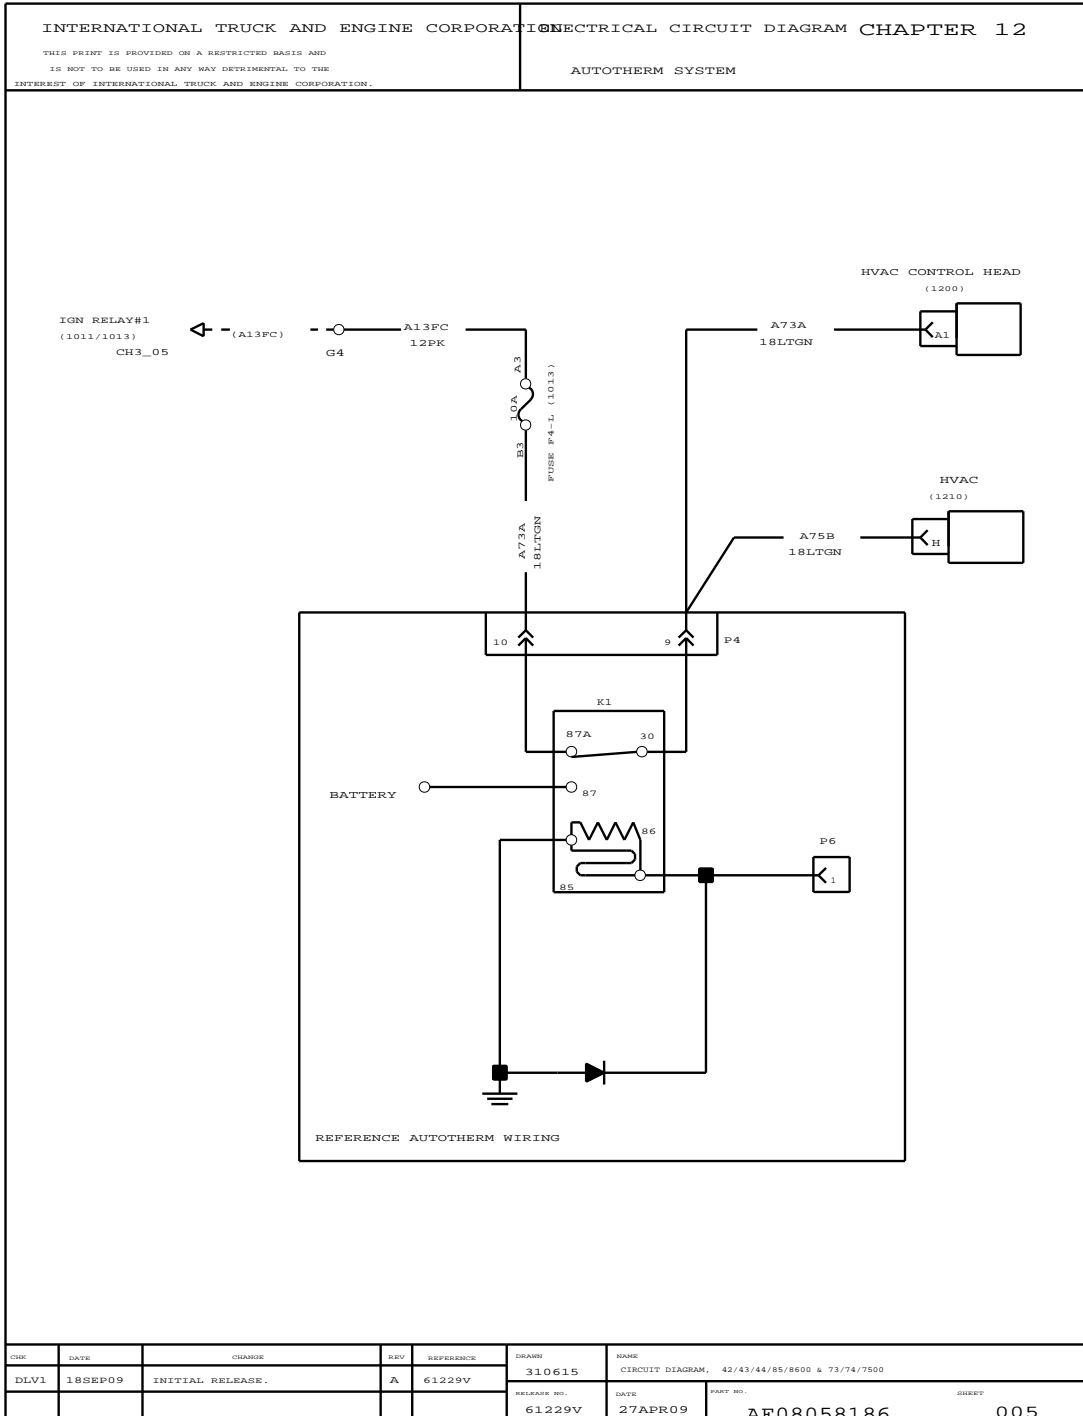 INTERNATIONAL TRUCK AND ENGINE CORPORATION
ELECTRICAL CIRCUIT DIAGRAM CHAPTER 12
THIS PRINT IS PROVIDED ON A RESTRICTED BASIS AND
IS NOT TO BE USED IN ANY WAY DETRIMENTAL TO THE
INTEREST OF INTERNATIONAL TRUCK AND ENGINE CORPORATION.
AUTOTHERM SYSTEM
HVAC CONTROL HEAD
(1200)
IGN RELAY#1
(1011/1013)
CH3_05
(A13FC)
G4
A13FC
12PK
A73A
18LTGN
A1
A3
10A
B3
FUSE F4-L (1013)
HVAC
(1210)
A73A
18LTGN
A75B
18LTGN
H
10
9
P4
K1
87A
30
BATTERY
87
86
85
P6
1
REFERENCE AUTOTHERM WIRING
CHK DATE CHANGE REV REFERENCE
DLV1 18SEP09 INITIAL RELEASE. A 61229V
DRAWN
310615
NAME
CIRCUIT DIAGRAM, 42/43/44/85/8600 & 73/74/7500
RELEASE NO.
61229V
DATE
27APR09
PART NO.
AE08058186
SHEET
005